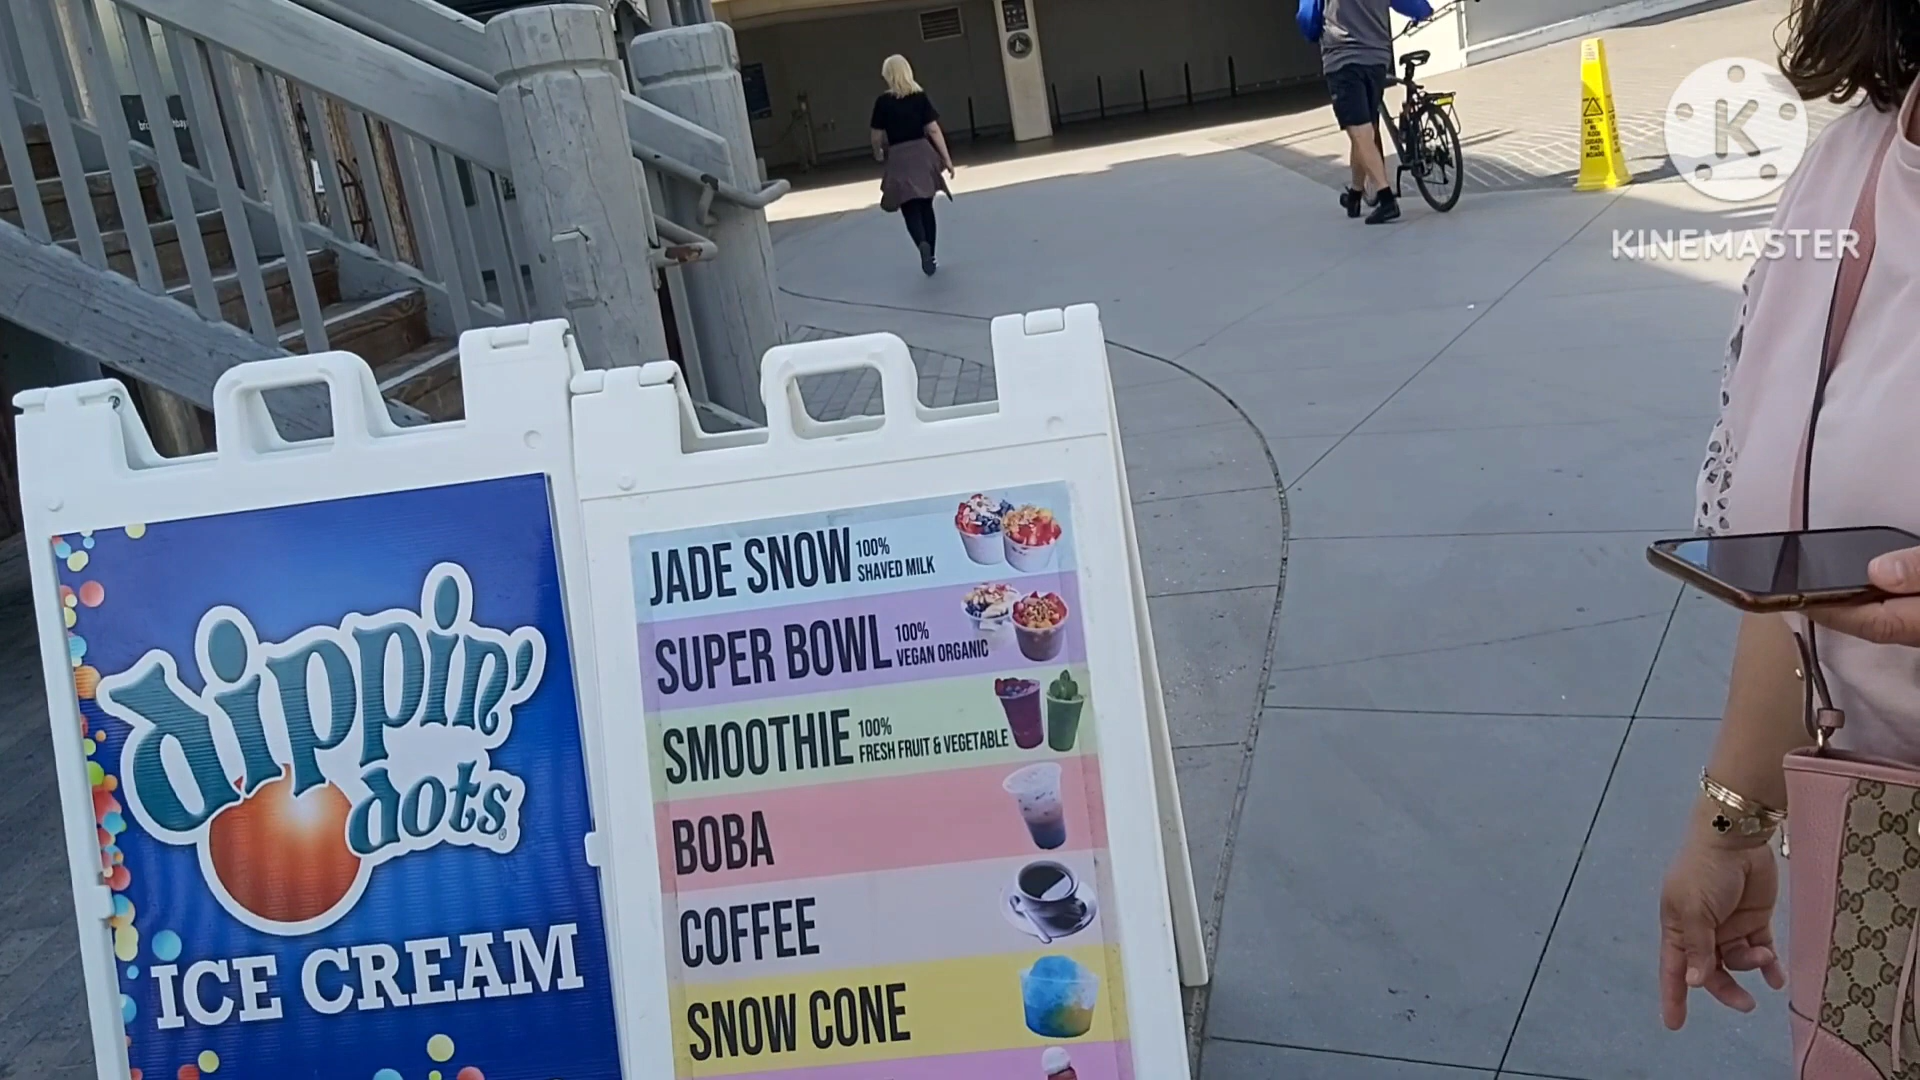 K
KINEMASTER
CAUTION
dippin' dots
ICE CREAM
JADE SNOW 100% SHAVED MILK
SUPER BOWL 100% VEGAN ORGANIC
SMOOTHIE 100% FRESH FRUIT & VEGETABLE
BOBA
COFFEE
SNOW CONE